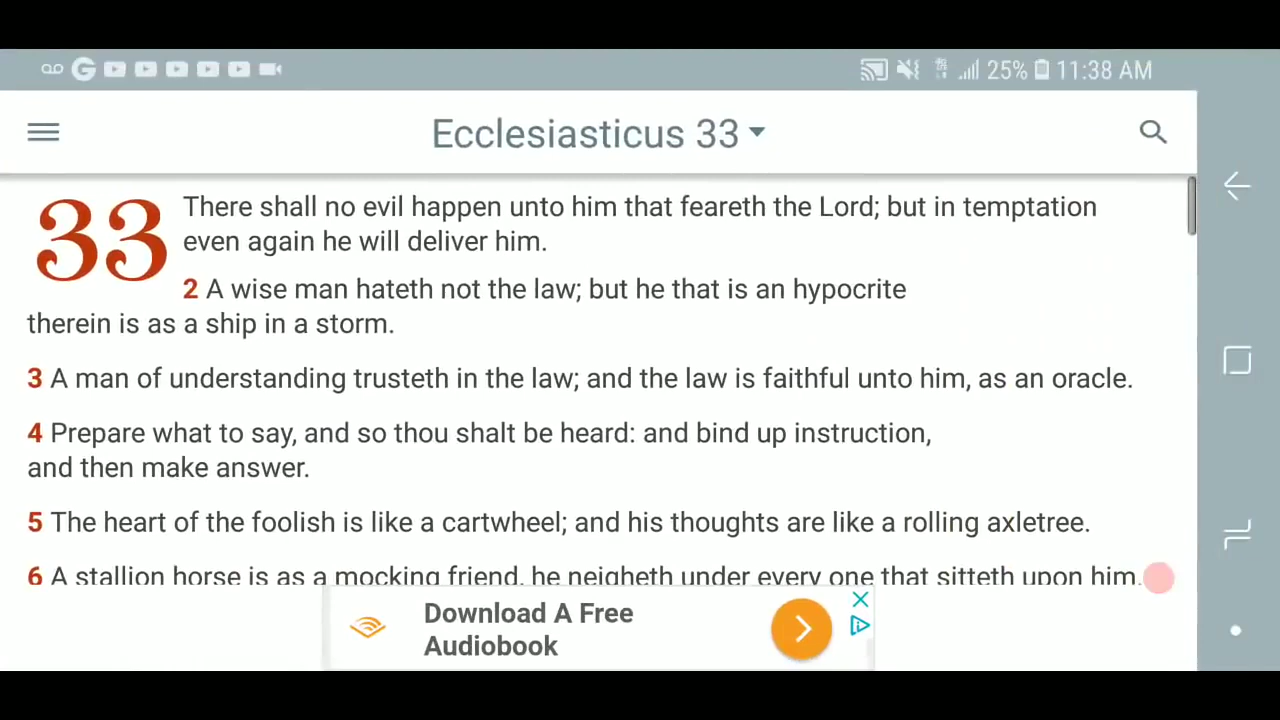 25% 11:38 AM
Ecclesiasticus 33
33 There shall no evil happen unto him that feareth the Lord; but in temptation
even again he will deliver him.
2 A wise man hateth not the law; but he that is an hypocrite
therein is as a ship in a storm.
3 A man of understanding trusteth in the law; and the law is faithful unto him, as an oracle.
4 Prepare what to say, and so thou shalt be heard: and bind up instruction,
and then make answer.
5 The heart of the foolish is like a cartwheel; and his thoughts are like a rolling axletree.
6 A stallion horse is as a mocking friend, he neigheth under every one that sitteth upon him.
Download A Free
Audiobook